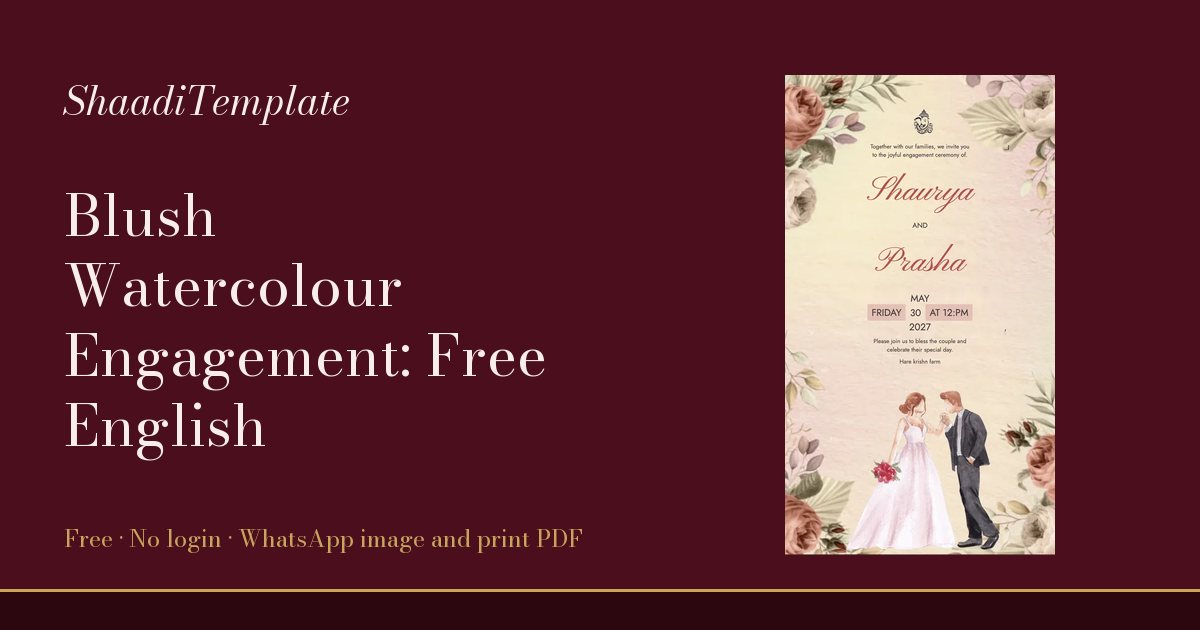 ShaadiTemplate
Blush
Watercolour
Engagement: Free
English
Free · No login · WhatsApp image and print PDF
Together with our families, we invite you
to the joyful engagement ceremony of.
Shaurya
AND
Prasha
MAY
FRIDAY 30 AT 12:PM
2027
Please join us to bless the couple and
celebrate their special day.
Hare krishn farm